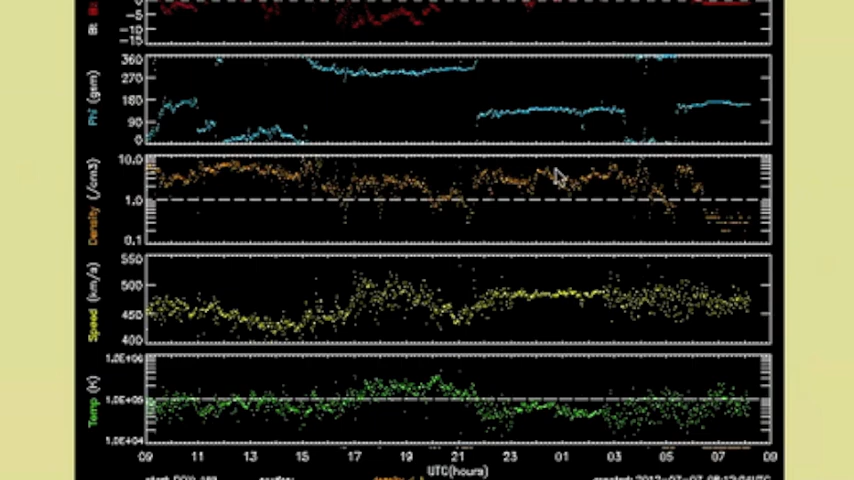 Bt
-5
-10
-15
Phi (gsm)
360
270
180
90
0
Density (/cm3)
10.0
1.0
0.1
Speed (km/s)
550
500
450
400
Temp (K)
1.0E+06
1.0E+05
1.0E+04
09 11 13 15 17 19 21 23 01 03 05 07 09
UTC(hours)